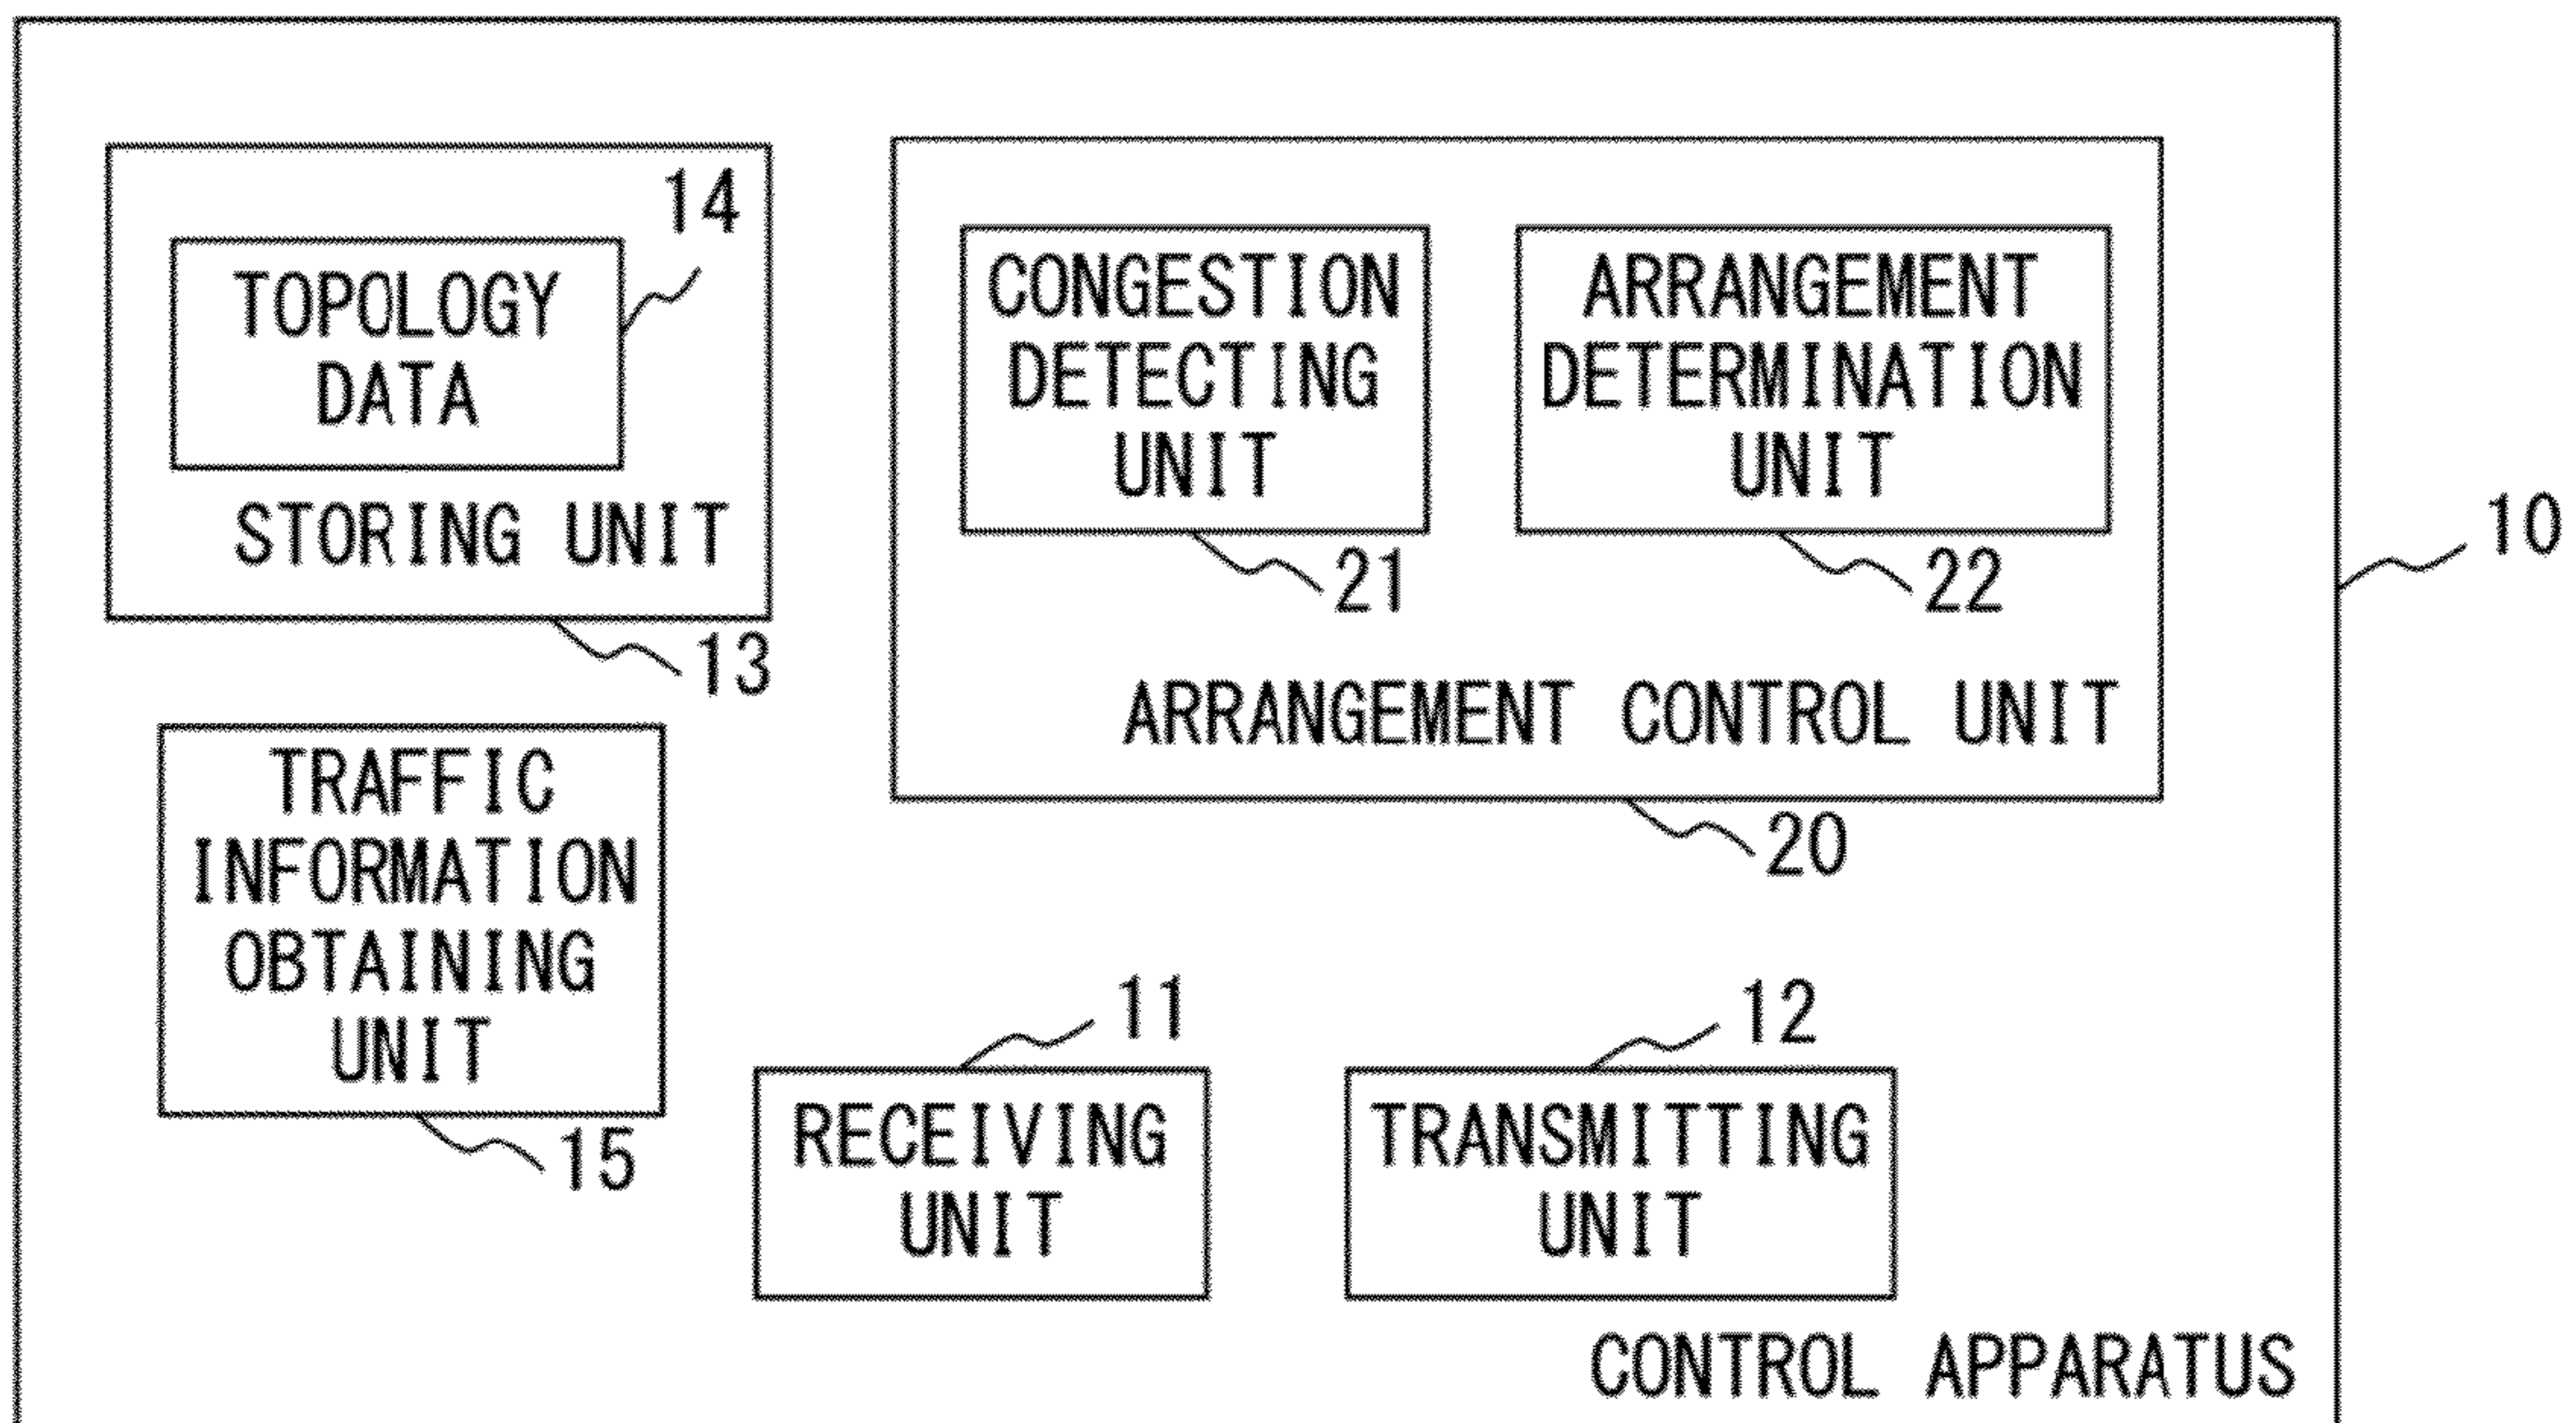 14
TOPOLOGY
DATA
STORING UNIT
13
CONGESTION
DETECTING
UNIT
21
ARRANGEMENT
DETERMINATION
UNIT
22
ARRANGEMENT CONTROL UNIT
20
10
TRAFFIC
INFORMATION
OBTAINING
UNIT
15
11
RECEIVING
UNIT
12
TRANSMITTING
UNIT
CONTROL APPARATUS